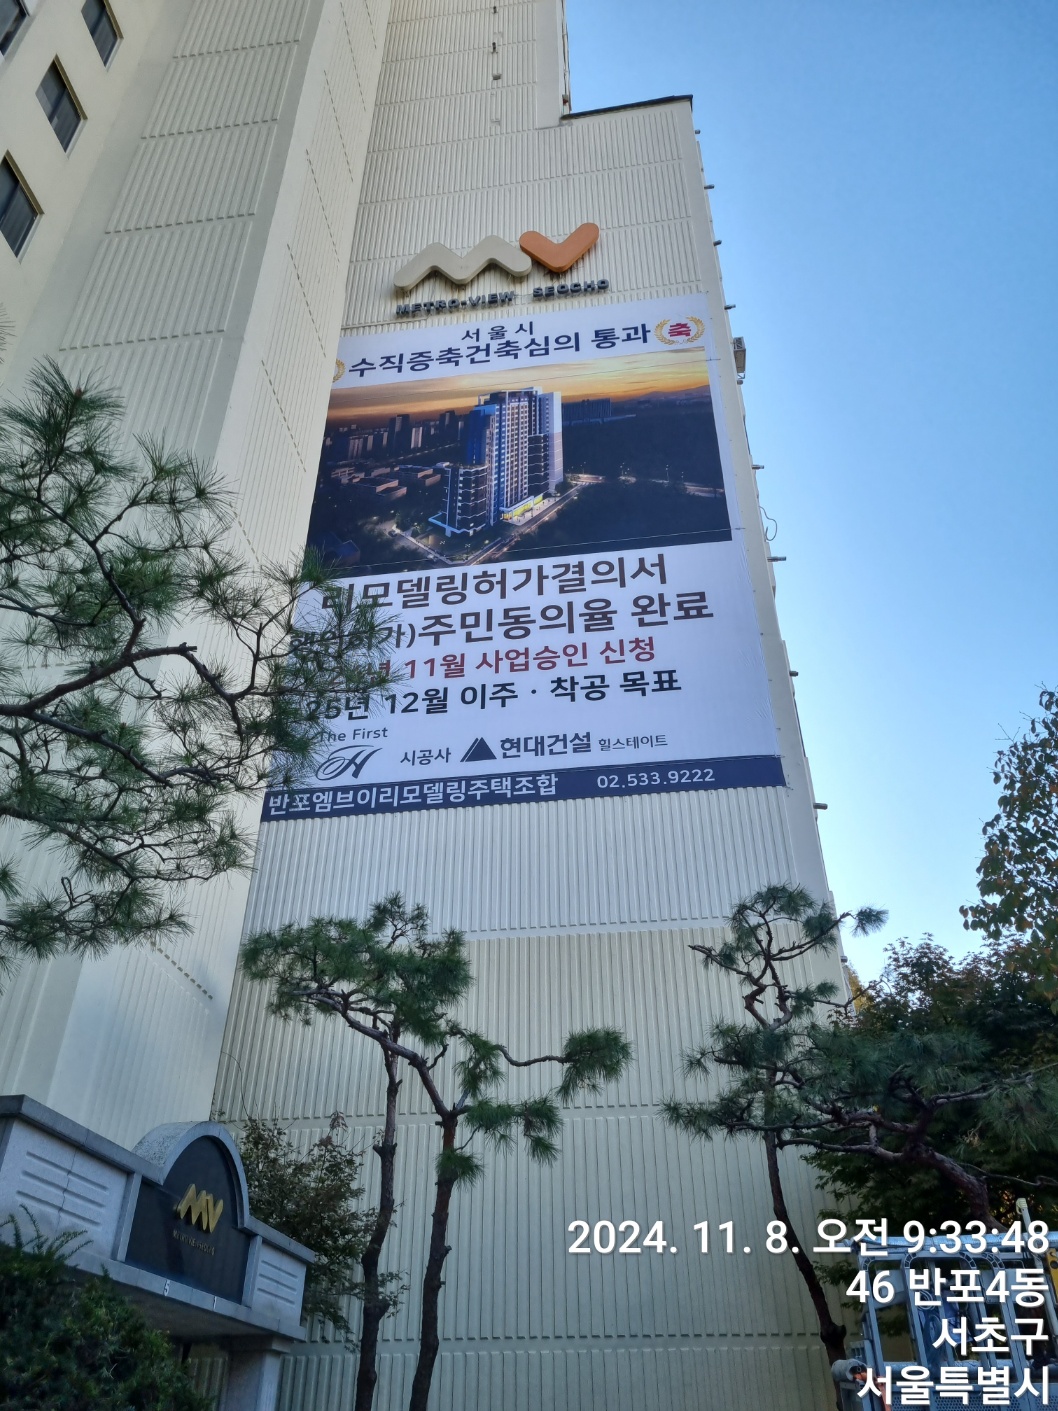 METRO-VIEW SEOCHO
서울시
수직증축건축심의 통과 축
리모델링허가결의서
주민동의율 완료
11월 사업승인 신청
12월 이주 · 착공 목표
The First
H
시공사 현대건설 힐스테이트
반포엠브이리모델링주택조합 02.533.9222
2024. 11. 8. 오전 9:33:48
46 반포4동
서초구
서울특별시